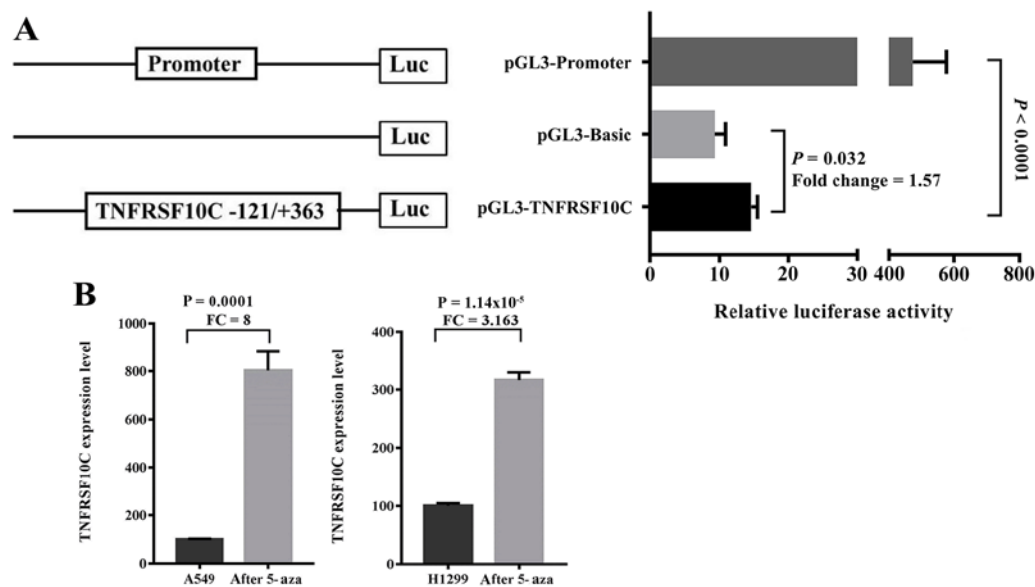 A
Promoter
Luc
Luc
TNFRSF10C -121/+363
Luc
pGL3-Promoter
pGL3-Basic
pGL3-TNFRSF10C
P = 0.032
Fold change = 1.57
P < 0.0001
0 10 20 30 400 600 800
Relative luciferase activity
B
P = 0.0001
FC = 8
TNFRSF10C expression level
1000
800
600
400
200
0
A549 After 5- aza
P = 1.14x10⁻⁵
FC = 3.163
TNFRSF10C expression level
400
300
200
100
0
H1299 After 5- aza